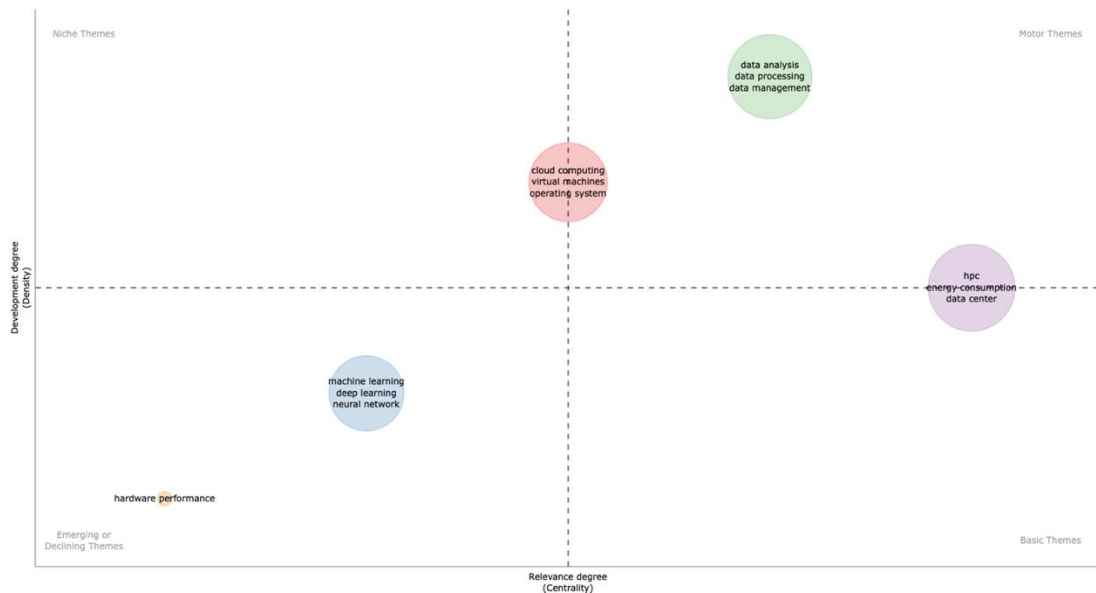 Niche Themes
Motor Themes
data analysis
data processing
data management
cloud computing
virtual machines
operating system
hpc
energy consumption
data center
Development degree
(Density)
machine learning
deep learning
neural network
hardware performance
Emerging or
Declining Themes
Basic Themes
Relevance degree
(Centrality)